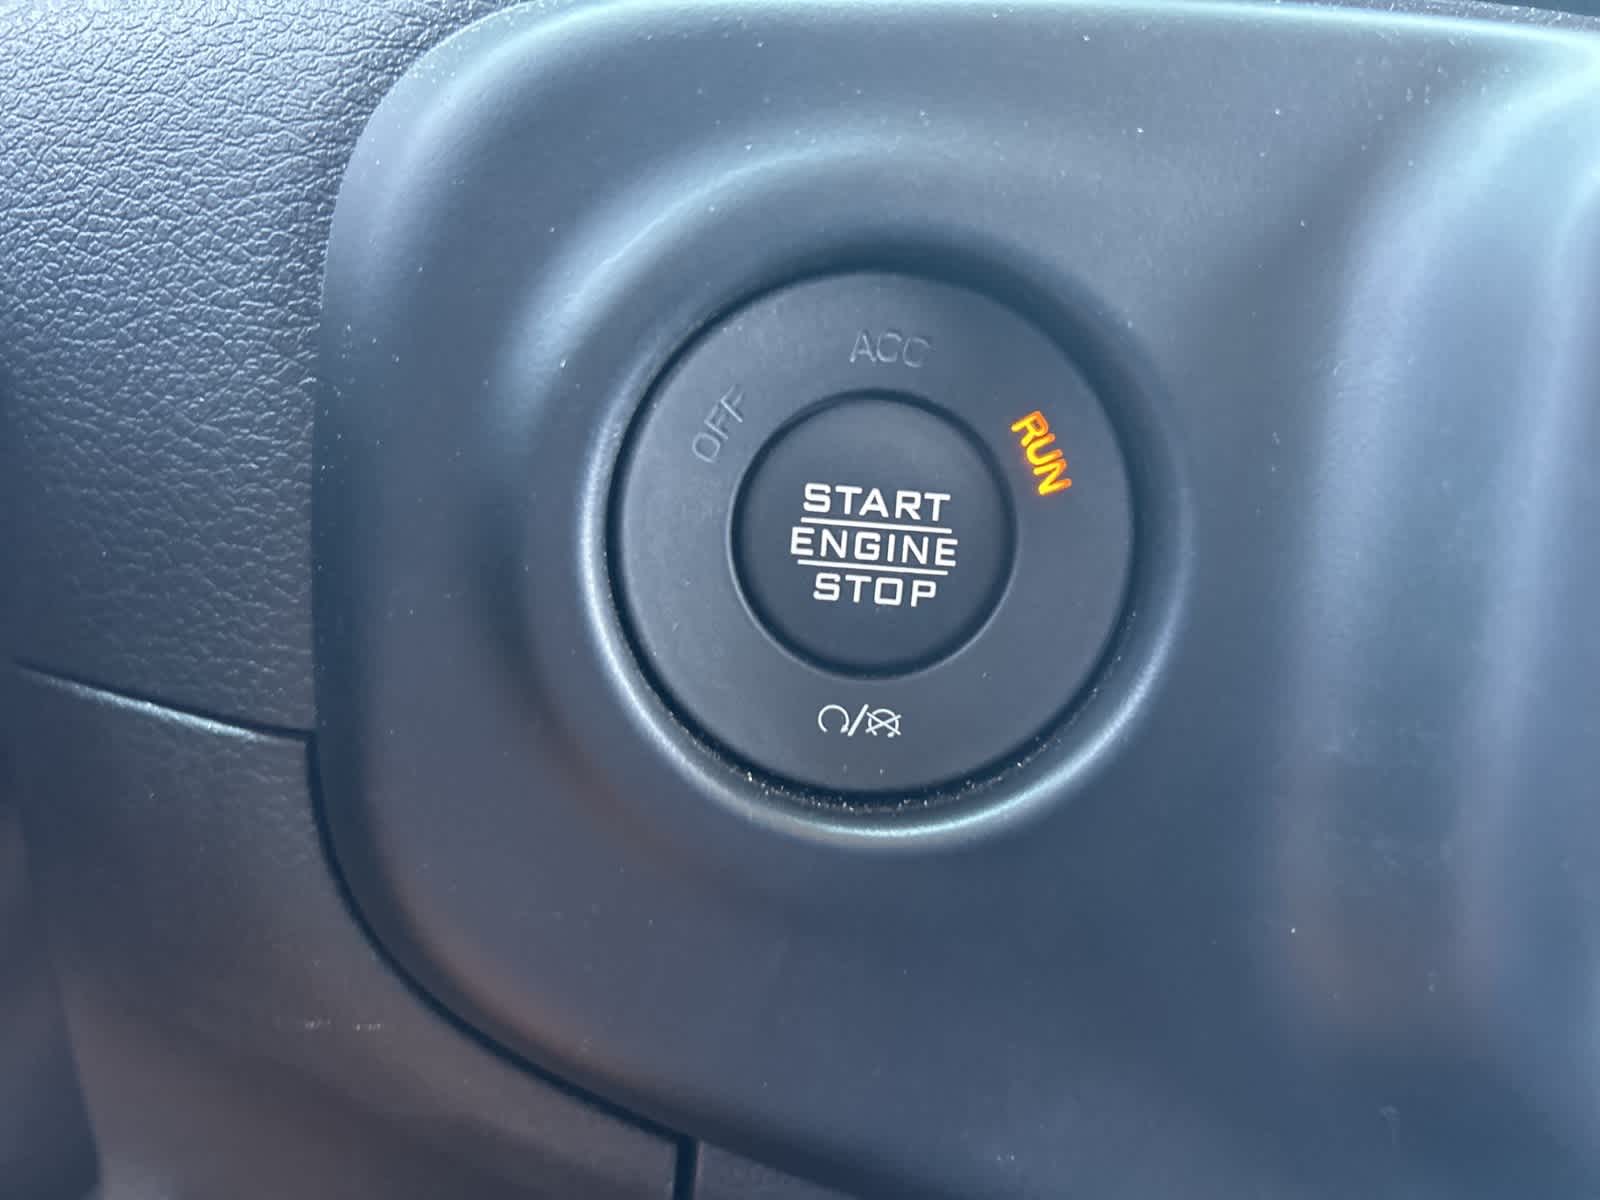 ACC
OFF
RUN
START
ENGINE
STOP